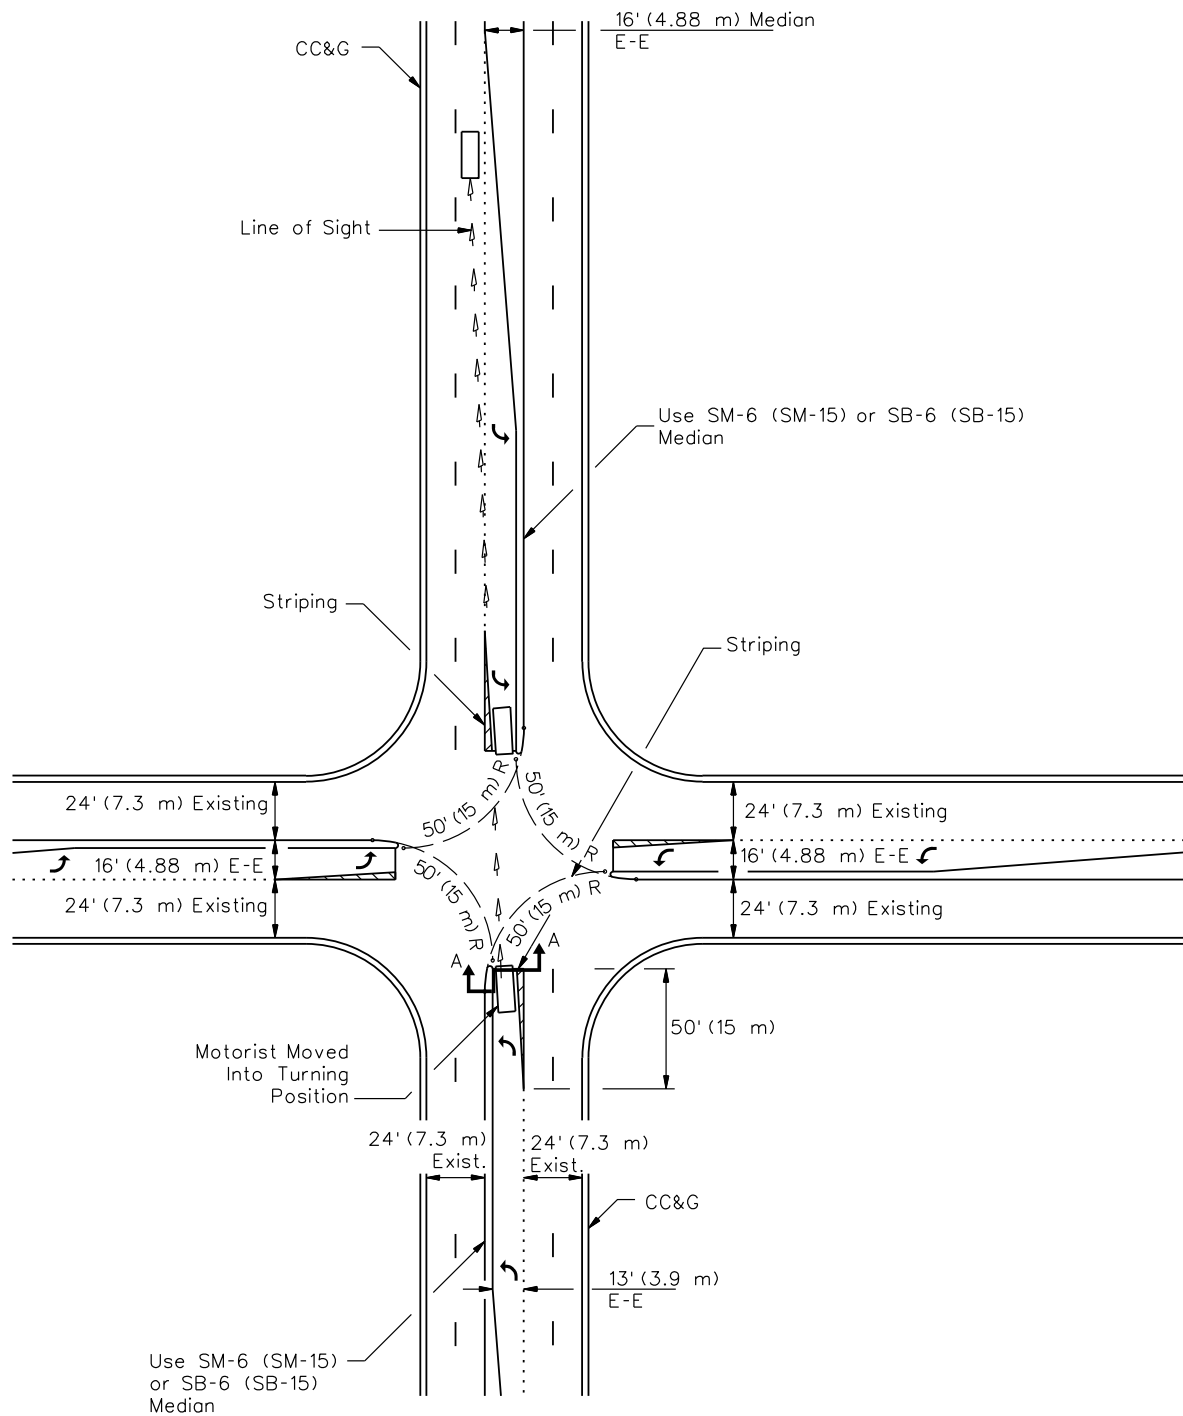 16' (4.88 m) Median
E-E
CC&G
Line of Sight
Use SM-6 (SM-15) or SB-6 (SB-15)
Median
Striping
Striping
50' (15 m) R
50' (15 m) R
24' (7.3 m) Existing
24' (7.3 m) Existing
16' (4.88 m) E-E
16' (4.88 m) E-E
50' (15 m) R
50' (15 m) R
24' (7.3 m) Existing
24' (7.3 m) Existing
A
A
50' (15 m)
Motorist Moved
Into Turning
Position
24' (7.3 m)
Exist.
24' (7.3 m)
Exist.
CC&G
13' (3.9 m)
E-E
Use SM-6 (SM-15)
or SB-6 (SB-15)
Median